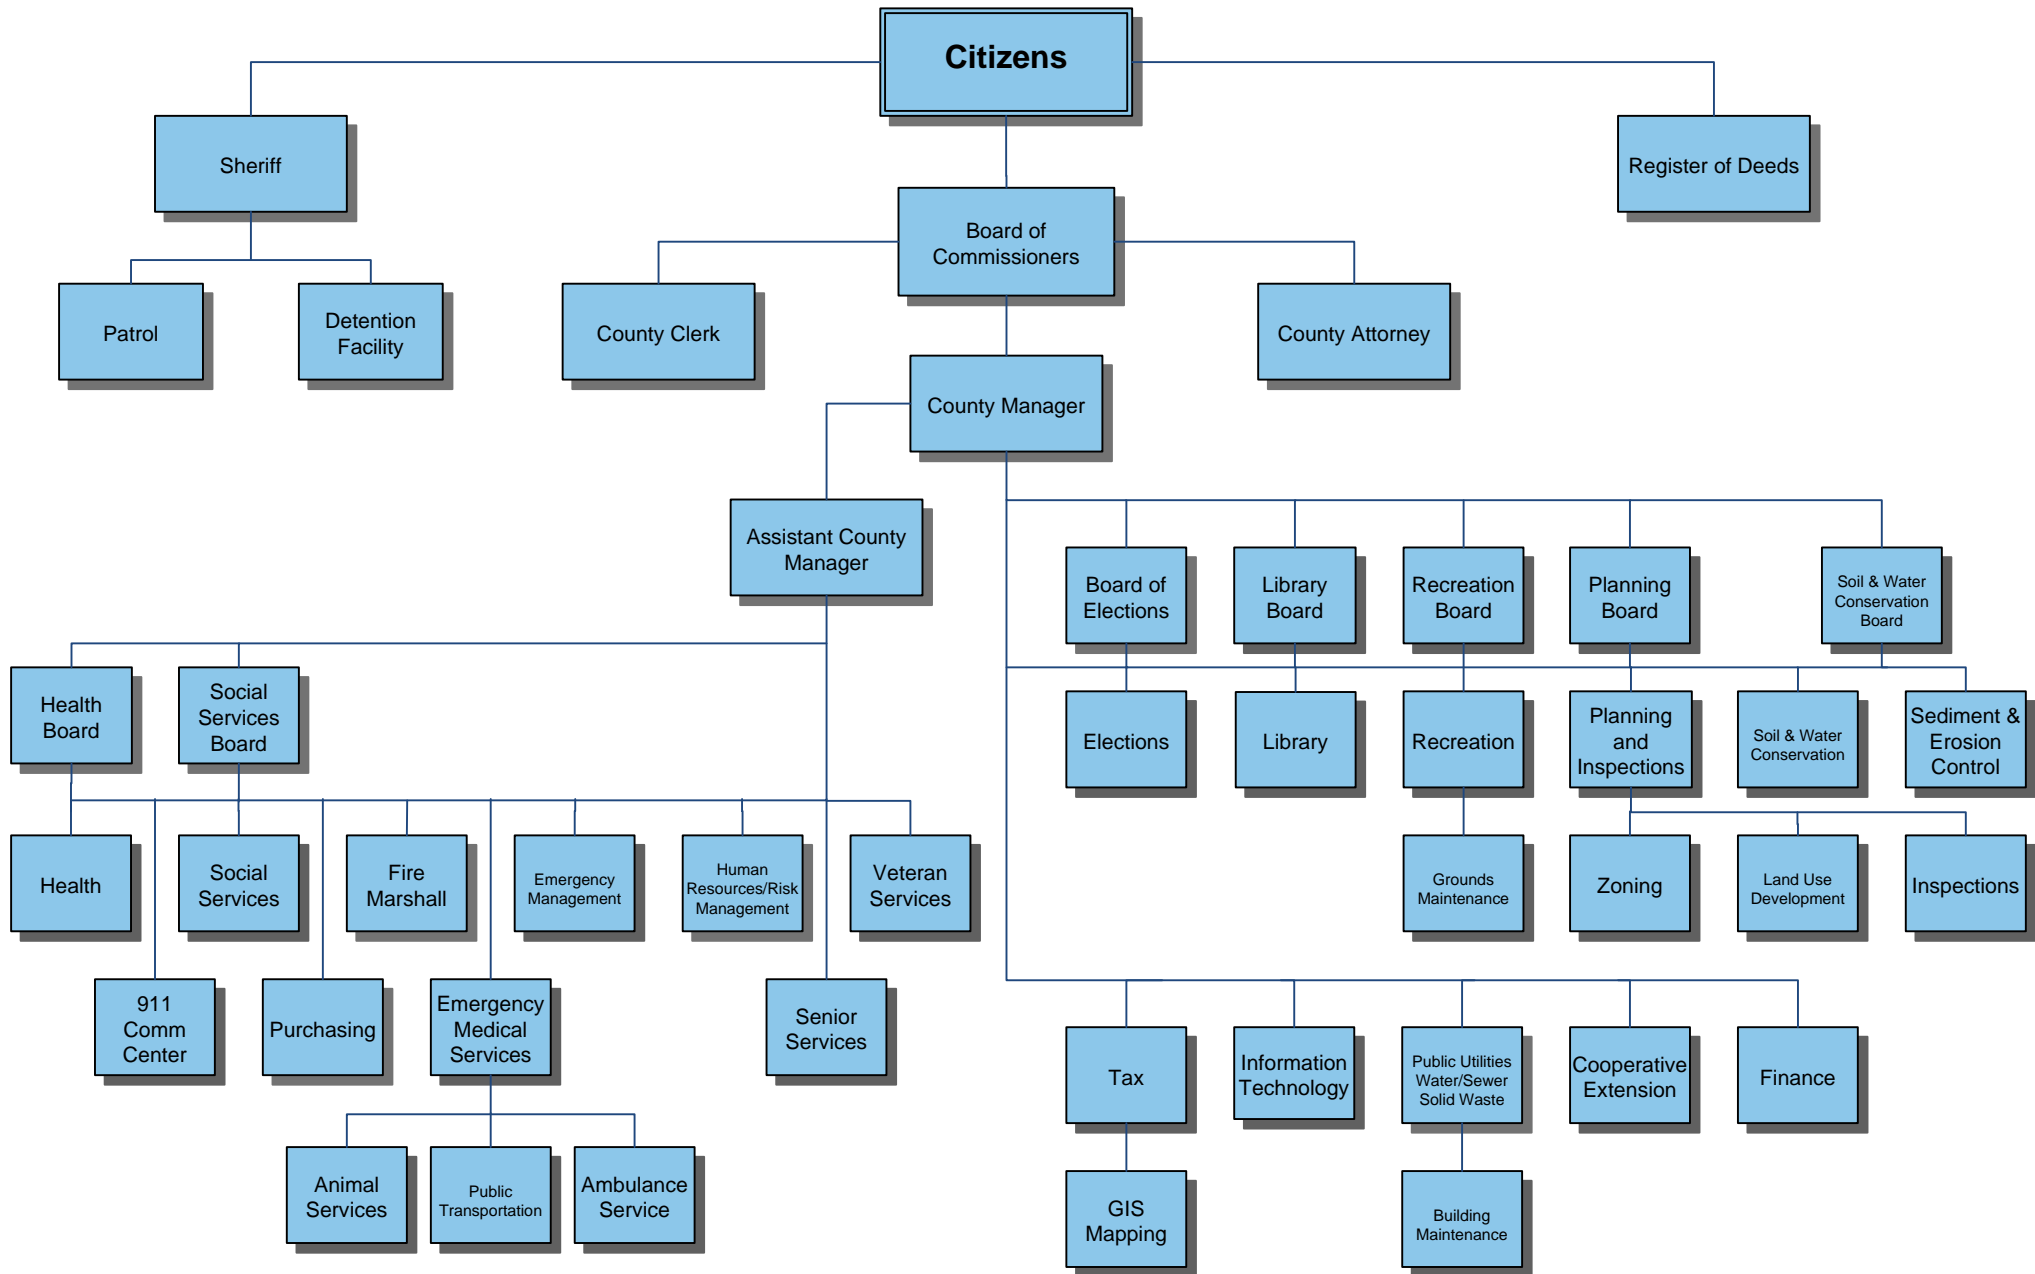 Citizens
Sheriff
Register of Deeds
Board of
Commissioners
Patrol
Detention
Facility
County Clerk
County Attorney
County Manager
Assistant County
Manager
Board of
Elections
Library
Board
Recreation
Board
Planning
Board
Soil & Water
Conservation
Board
Health
Board
Social
Services
Board
Elections
Library
Recreation
Planning
and
Inspections
Soil & Water
Conservation
Sediment &
Erosion
Control
Health
Social
Services
Fire
Marshall
Emergency
Management
Human
Resources/Risk
Management
Veteran
Services
Grounds
Maintenance
Zoning
Land Use
Development
Inspections
911
Comm
Center
Purchasing
Emergency
Medical
Services
Senior
Services
Tax
Information
Technology
Public Utilities
Water/Sewer
Solid Waste
Cooperative
Extension
Finance
Animal
Services
Public
Transportation
Ambulance
Service
GIS
Mapping
Building
Maintenance